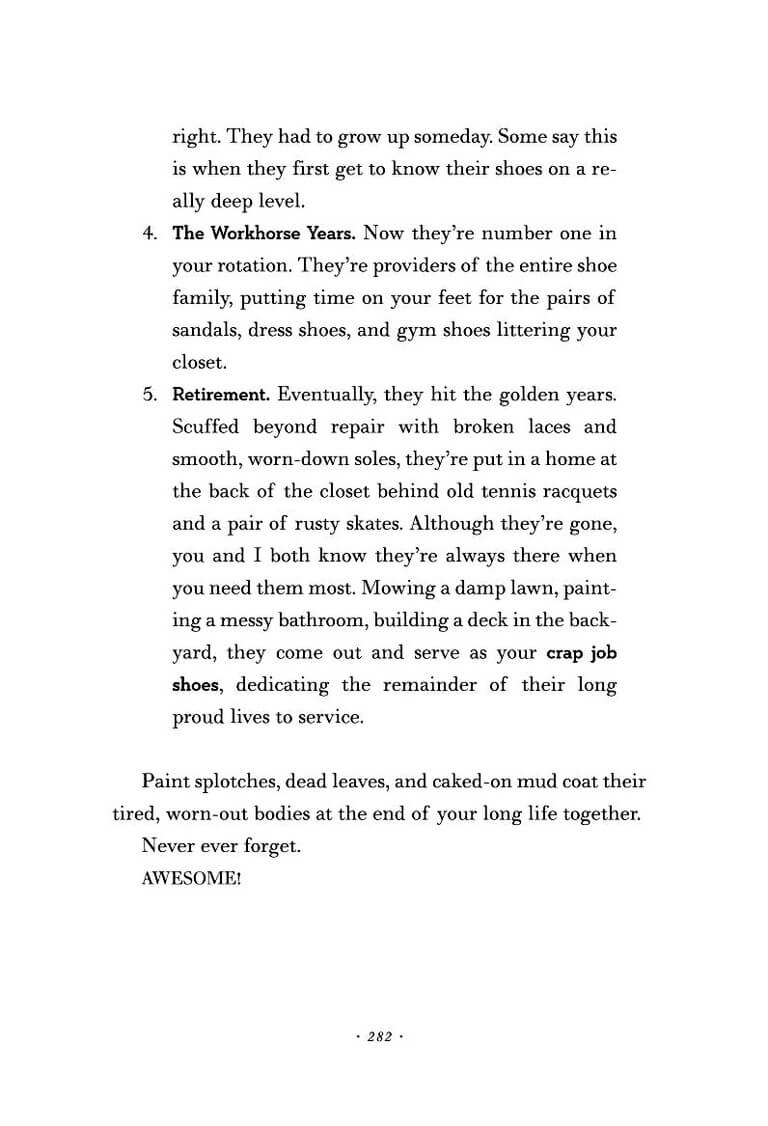 right. They had to grow up someday. Some say this
is when they first get to know their shoes on a re-
ally deep level.
4. The Workhorse Years. Now they're number one in
your rotation. They're providers of the entire shoe
family, putting time on your feet for the pairs of
sandals, dress shoes, and gym shoes littering your
closet.
5. Retirement. Eventually, they hit the golden years.
Scuffed beyond repair with broken laces and
smooth, worn-down soles, they're put in a home at
the back of the closet behind old tennis racquets
and a pair of rusty skates. Although they're gone,
you and I both know they're always there when
you need them most. Mowing a damp lawn, paint-
ing a messy bathroom, building a deck in the back-
yard, they come out and serve as your crap job
shoes, dedicating the remainder of their long
proud lives to service.
Paint splotches, dead leaves, and caked-on mud coat their
tired, worn-out bodies at the end of your long life together.
Never ever forget.
AWESOME!
· 282 ·